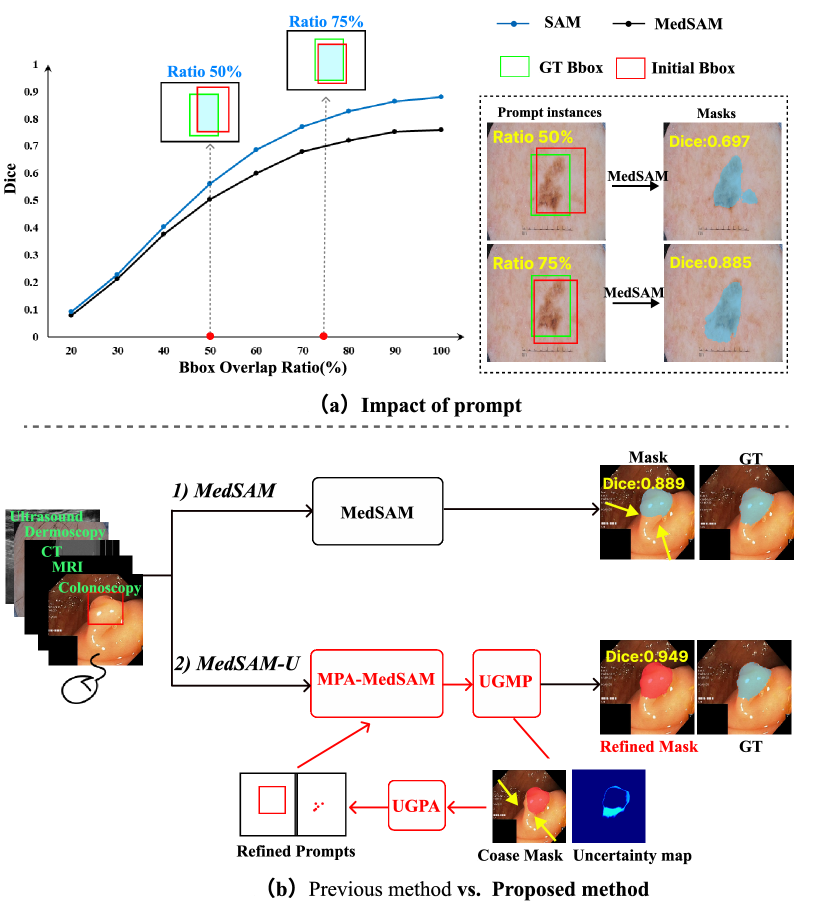 Ratio 75%
SAM
MedSAM
GT Bbox
Initial Bbox
Ratio 50%
1
0.9
0.8
0.7
0.6
0.5
0.4
0.3
0.2
0.1
0
Dice
20 30 40 50 60 70 80 90 100
Bbox Overlap Ratio(%)
Prompt instances
Masks
Ratio 50%
MedSAM
Dice:0.697
Ratio 75%
MedSAM
Dice:0.885
(a) Impact of prompt
Ultrasound
Dermoscopy
CT
MRI
Colonoscopy
1) MedSAM
MedSAM
Mask
GT
Dice:0.889
2) MedSAM-U
MPA-MedSAM
UGMP
Dice:0.949
Refined Mask
GT
UGPA
Refined Prompts
Coase Mask
Uncertainty map
(b) Previous method vs. Proposed method